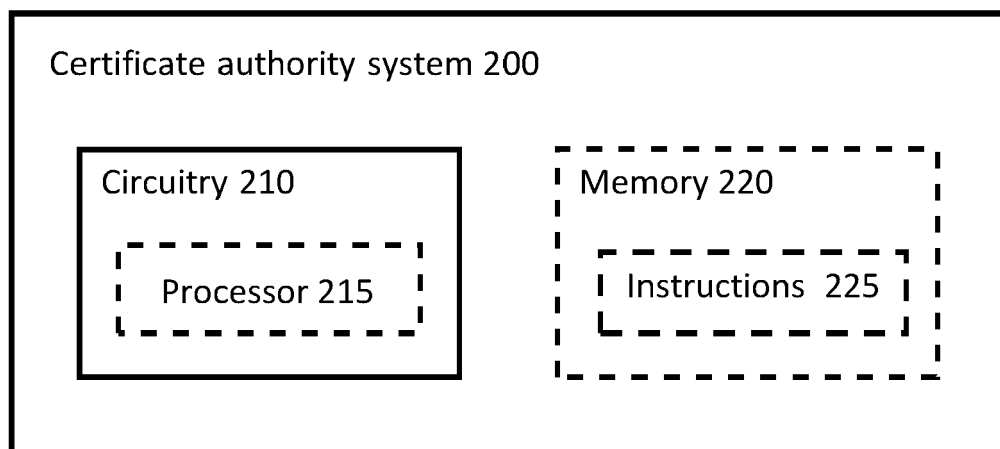 Certificate authority system 200
Circuitry 210
Memory 220
Processor 215
Instructions 225